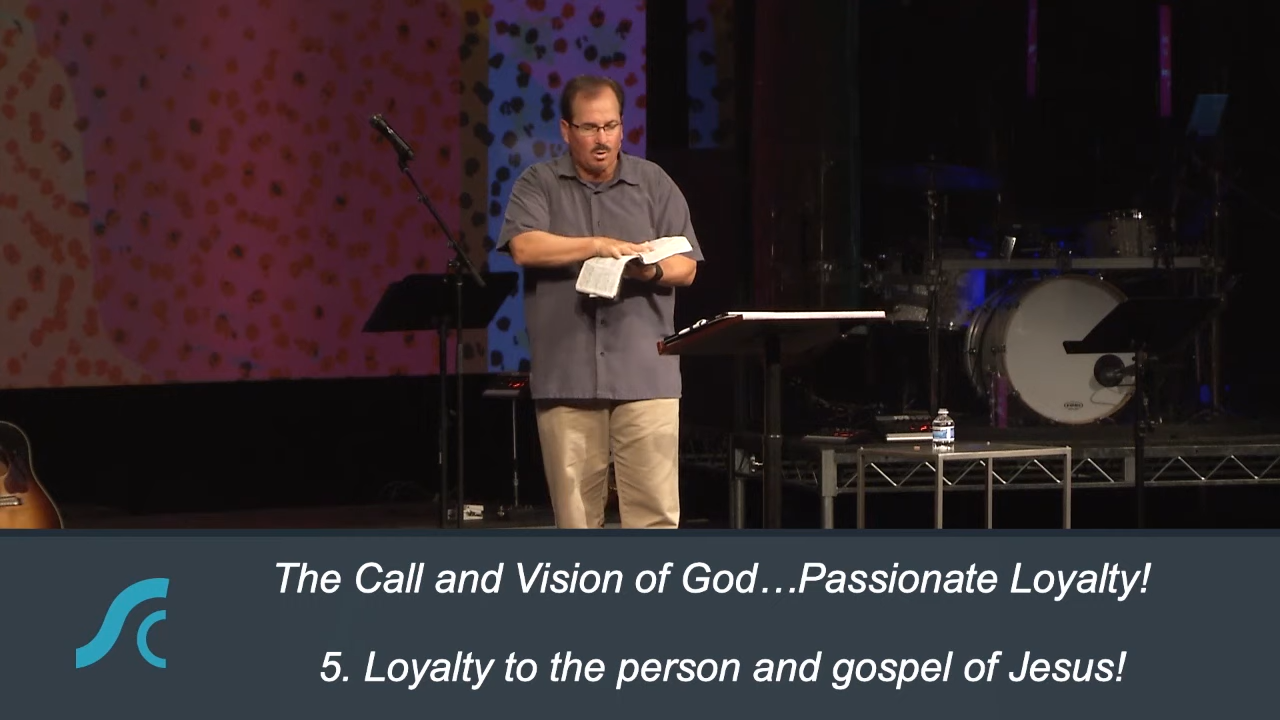 The Call and Vision of God…Passionate Loyalty!
5. Loyalty to the person and gospel of Jesus!